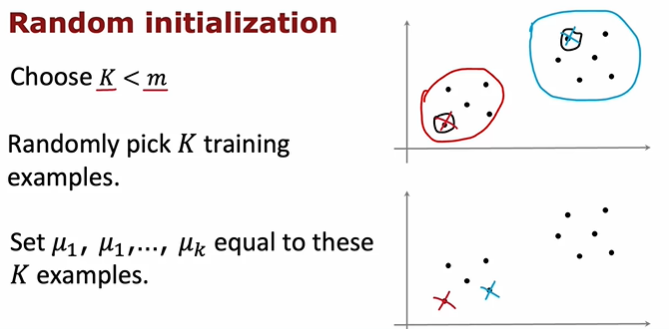 Random initialization
Choose K < m
Randomly pick K training
examples.
Set μ₁, μ₁,..., μₖ equal to these
K examples.